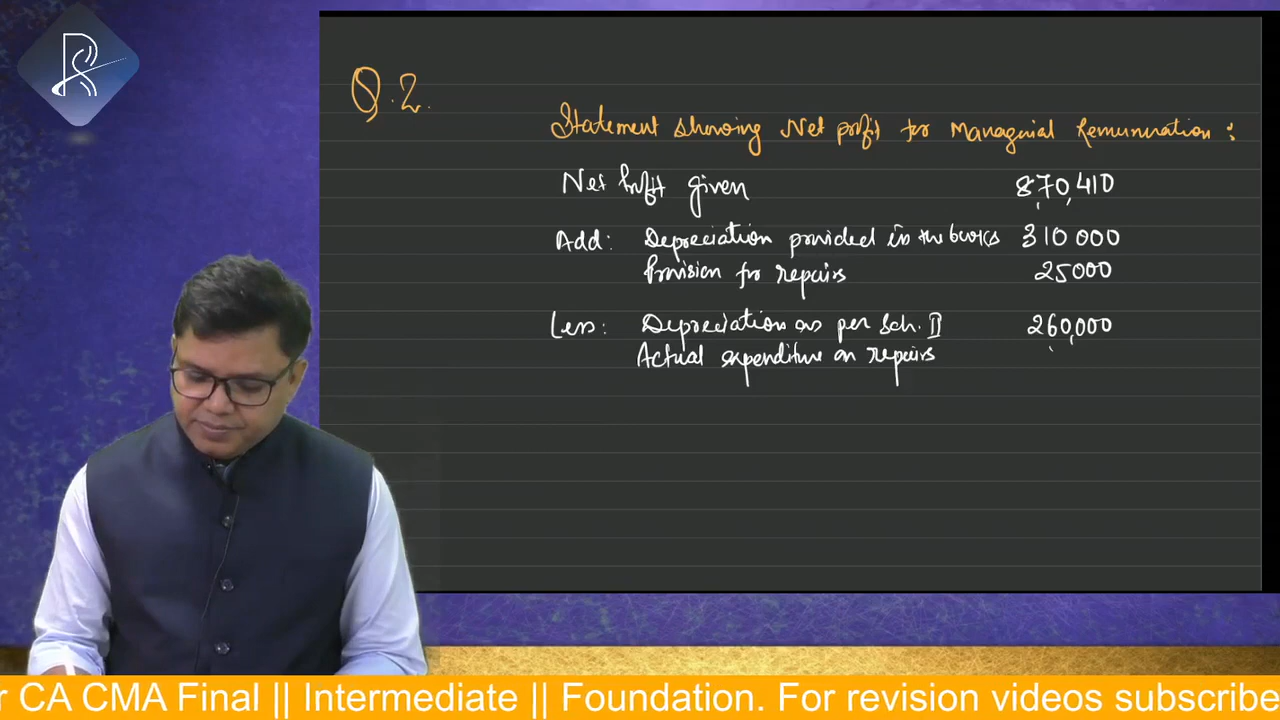 RS
Q.2.
Statement showing Net profit for Managerial Remuneration :
Net Profit given 870,410
Add: Depreciation provided in the books 310000
Provision for repairs 25000
Less: Depreciation as per Sch. II 260,000
Actual expenditure on repairs
r CA CMA Final || Intermediate || Foundation. For revision videos subscribe